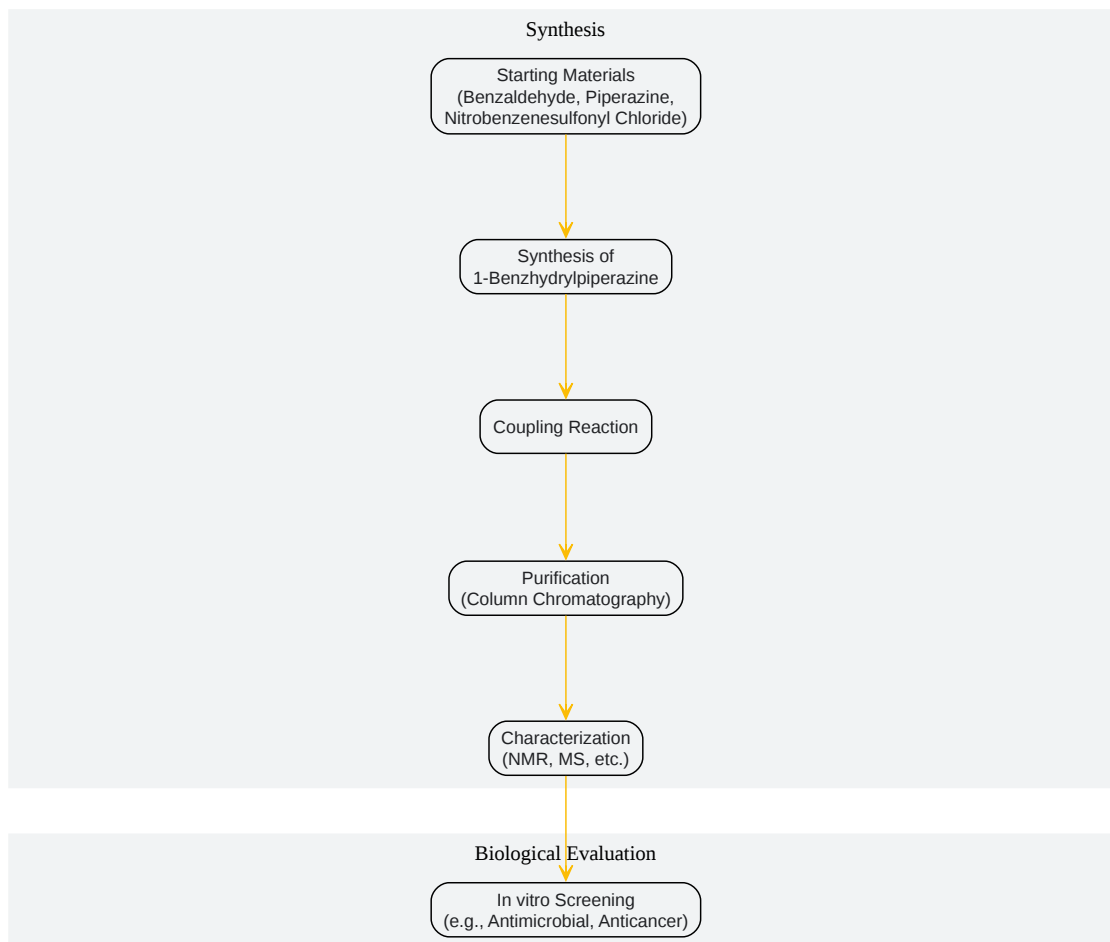 Synthesis
Starting Materials
(Benzaldehyde, Piperazine,
Nitrobenzenesulfonyl Chloride)
Synthesis of
1-Benzhydrylpiperazine
Coupling Reaction
Purification
(Column Chromatography)
Characterization
(NMR, MS, etc.)
Biological Evaluation
In vitro Screening
(e.g., Antimicrobial, Anticancer)